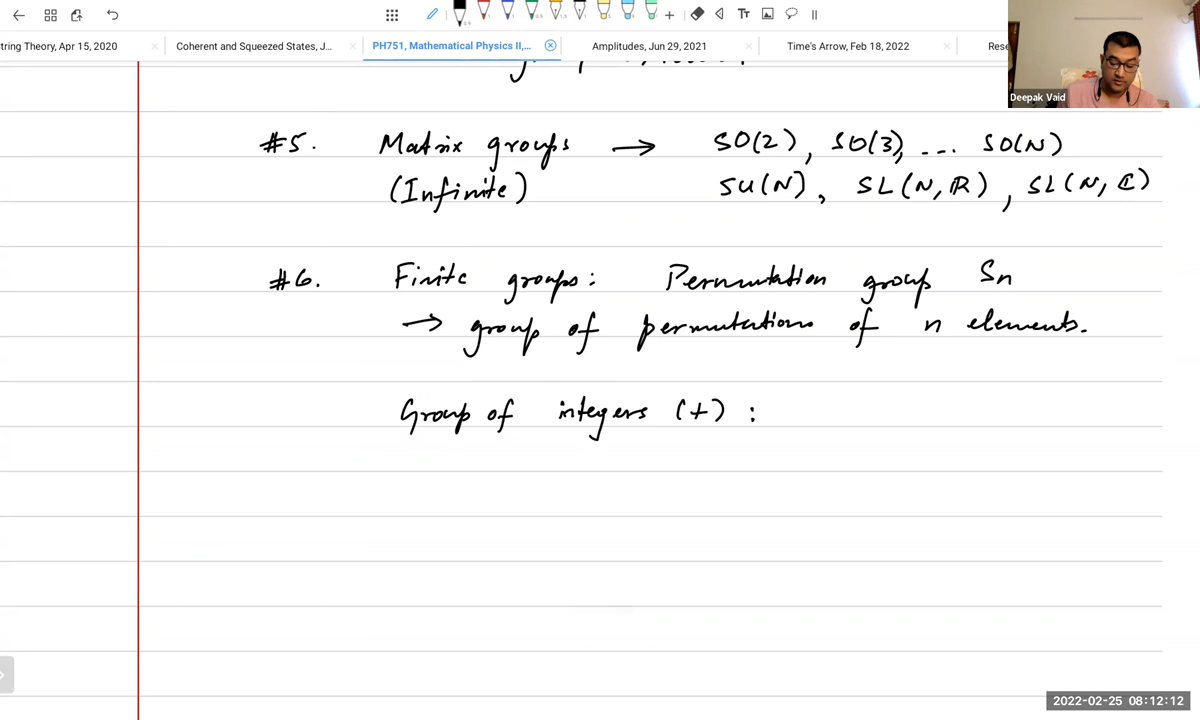 tring Theory, Apr 15, 2020
Coherent and Squeezed States, J...
PH751, Mathematical Physics II,...
Amplitudes, Jun 29, 2021
Time's Arrow, Feb 18, 2022
Rese
Deepak Vaid
#5. Matrix groups → SO(2), SO(3), ... SO(N)
(Infinite) SU(N), SL(N, ℝ), SL(N, ℂ)
#6. Finite groups: Permutation group Sn
→ group of permutations of n elements.
Group of integers (+) :
2022-02-25 08:12:12